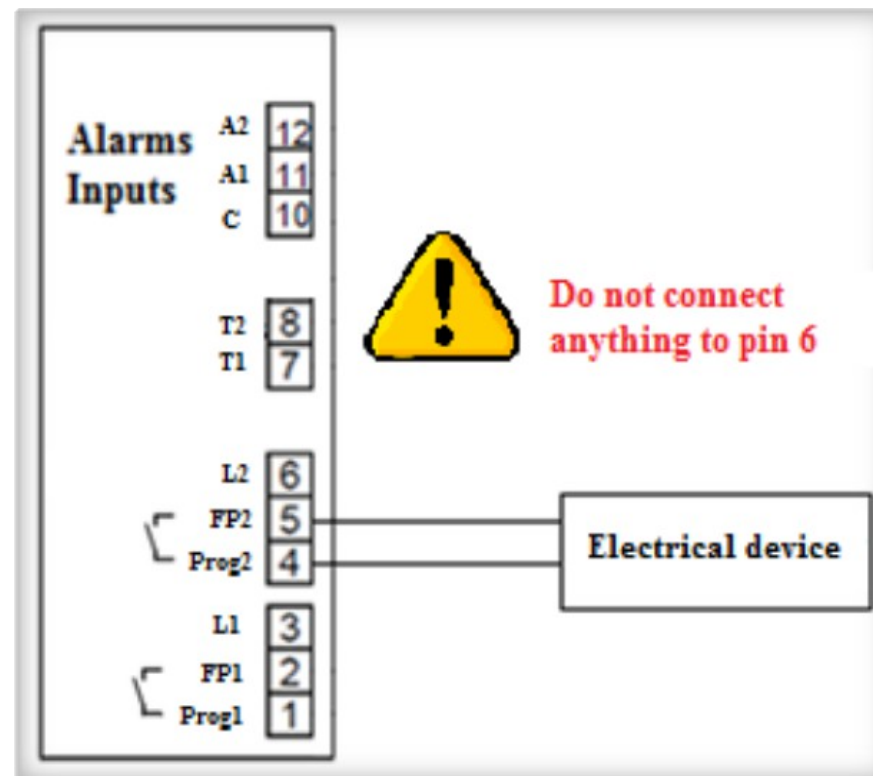 Alarms
Inputs
A2 12
A1 11
C 10
T2 8
T1 7
Do not connect
anything to pin 6
L2 6
FP2 5
Prog2 4
Electrical device
L1 3
FP1 2
Prog1 1